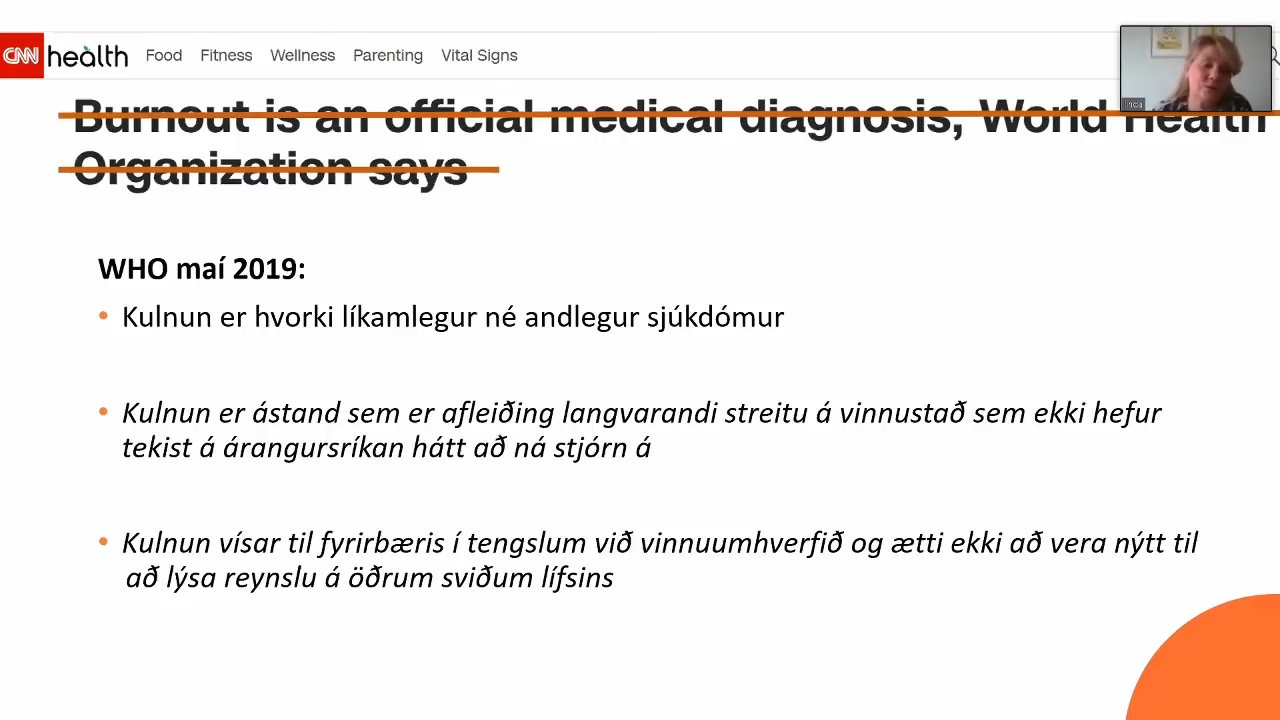 CNN health Food Fitness Wellness Parenting Vital Signs
Burnout is an official medical diagnosis, World Health
Organization says
WHO maí 2019:
• Kulnun er hvorki líkamlegur né andlegur sjúkdómur
• Kulnun er ástand sem er afleiðing langvarandi streitu á vinnustað sem ekki hefur
tekist á árangursríkan hátt að ná stjórn á
• Kulnun vísar til fyrirbæris í tengslum við vinnuumhverfið og ætti ekki að vera nýtt til
að lýsa reynslu á öðrum sviðum lífsins